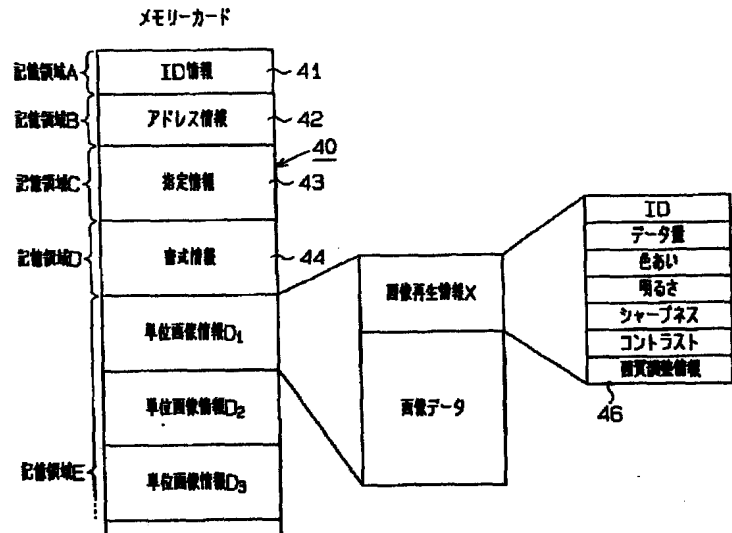 メモリーカード
記憶領域A
ID情報
41
記憶領域B
アドレス情報
42
40
記憶領域C
指定情報
43
記憶領域D
書式情報
44
記憶領域E
単位画像情報D1
単位画像情報D2
単位画像情報D3
画像再生情報X
画像データ
ID
データ量
色あい
明るさ
シャープネス
コントラスト
画質調整情報
46